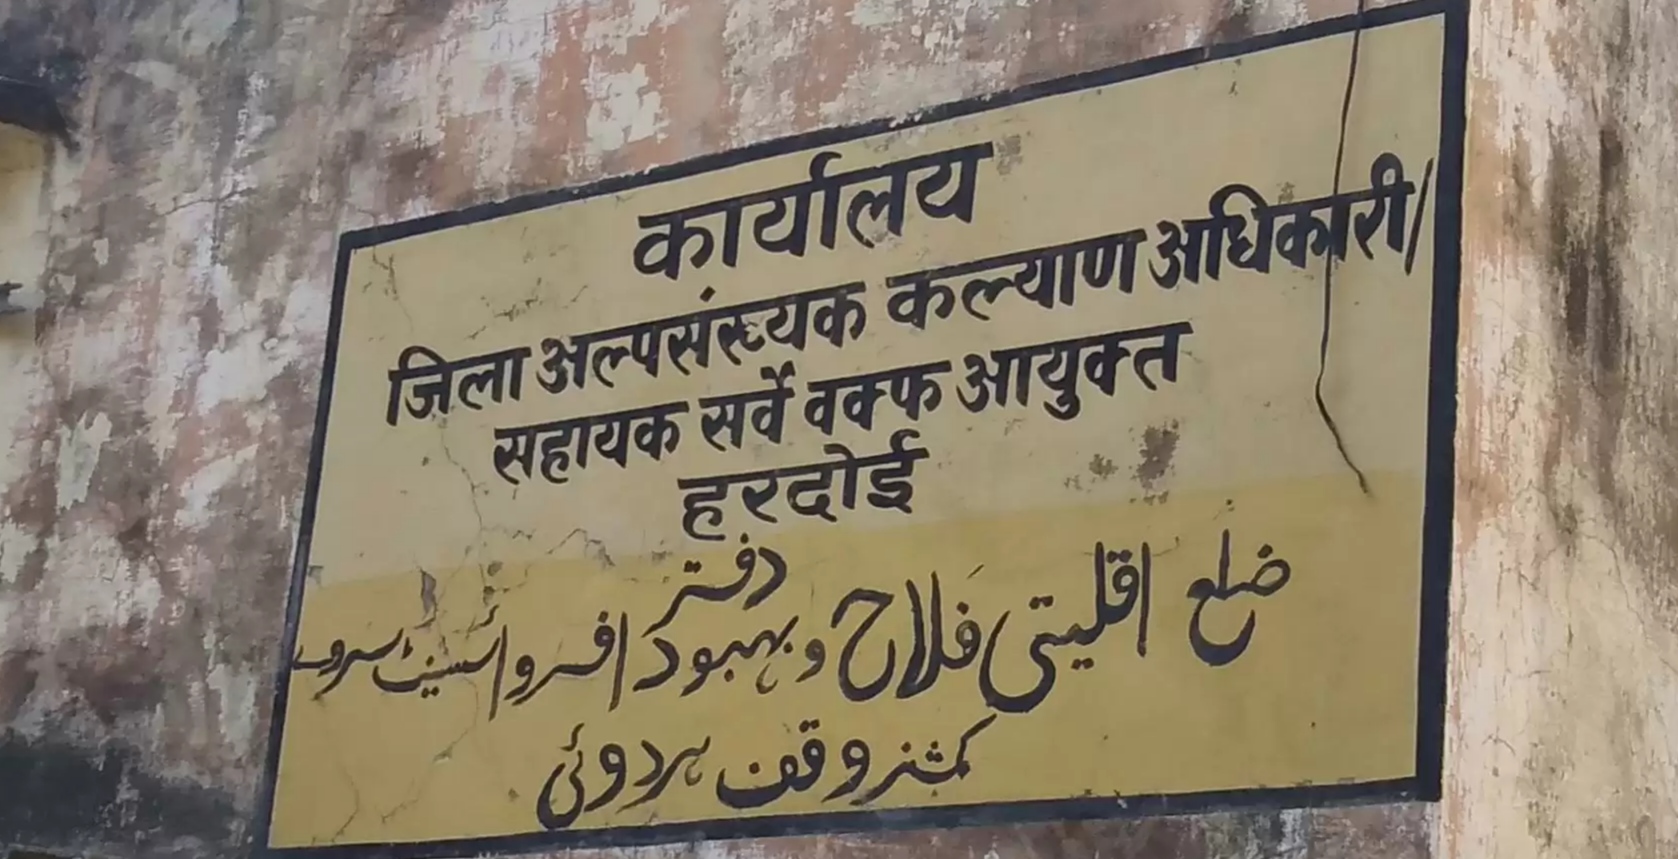 कार्यालय
जिला अल्पसंख्यक कल्याण अधिकारी/
सहायक सर्वे वक्फ आयुक्त
हरदोई
دفتر
ضلع اقلیتی فلاح و بہبود افسر و اسسٹنٹ سروے
کمشنر وقف ہردوئی